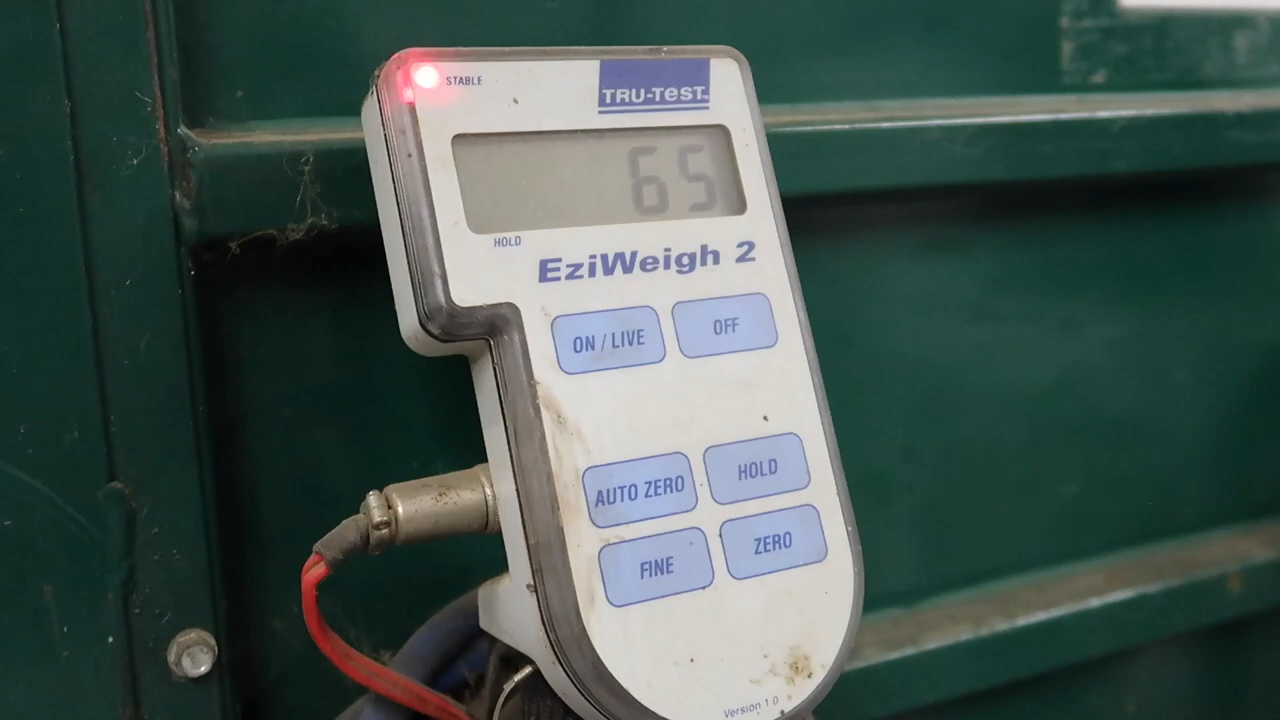 STABLE
TRU-TEST
65
HOLD
EziWeigh 2
ON / LIVE
OFF
AUTO ZERO
HOLD
FINE
ZERO
Version 1.0